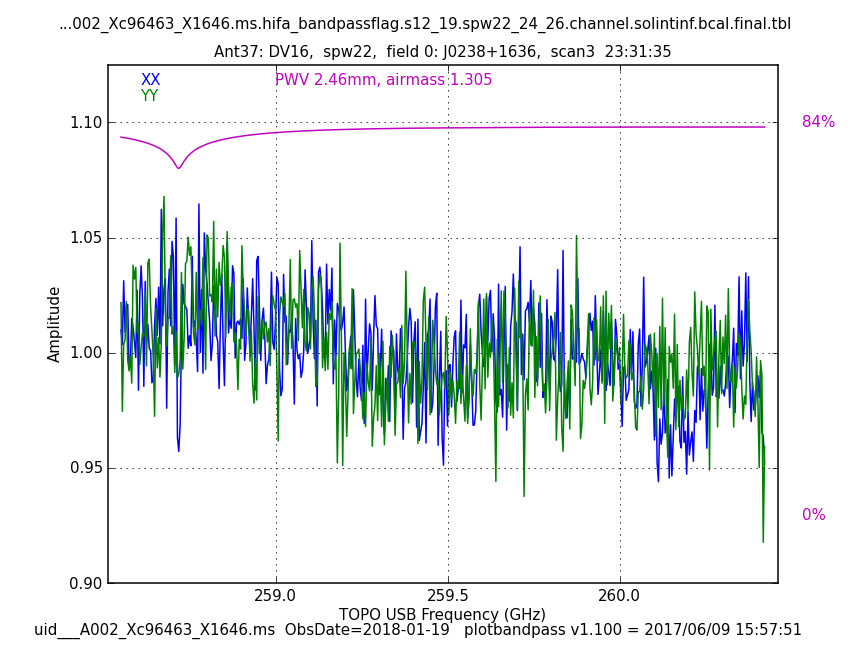 ...002_Xc96463_X1646.ms.hifa_bandpassflag.s12_19.spw22_24_26.channel.solintinf.bcal.final.tbl
Ant37: DV16,  spw22,  field 0: J0238+1636,  scan3  23:31:35
XX
PWV 2.46mm, airmass 1.305
YY
1.10
84%
1.05
Amplitude
1.00
0.95
0%
0.90
259.0
259.5
260.0
TOPO USB Frequency (GHz)
uid___A002_Xc96463_X1646.ms  ObsDate=2018-01-19   plotbandpass v1.100 = 2017/06/09 15:57:51